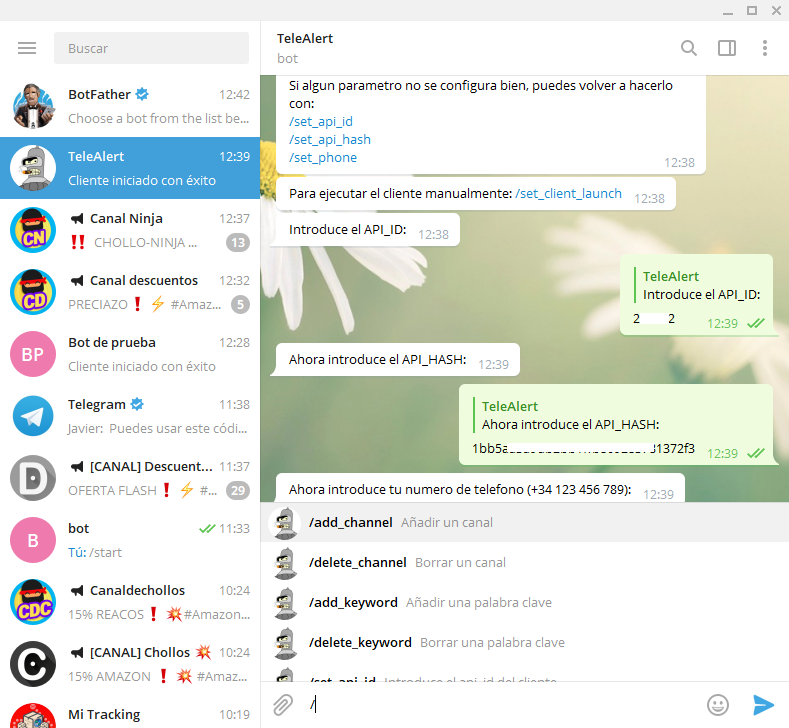 Buscar
BotFather 12:42
Choose a bot from the list be...
TeleAlert 12:39
Cliente iniciado con éxito
Canal Ninja 12:37
CN
‼ CHOLLO-NINJA ... 13
Canal descuentos 12:32
CD
PRECIAZO ❗ ⚡ #Amaz... 5
Bot de prueba 12:28
BP
Cliente iniciado con éxito
Telegram 11:38
Javier: Puedes usar este códi...
[CANAL] Descuent... 11:37
D
OFERTA FLASH ❗ ⚡ #... 29
bot 11:33
B
Tú: /start
Canaldechollos 10:24
CDC
15% REACOS ❗ 💥#Amazon...
[CANAL] Chollos 💥 10:24
C
15% AMAZON ❗ 💥 #Amaz...
Mi Tracking 10:19
TeleAlert
bot
Si algun parametro no se configura bien, puedes volver a hacerlo
con:
/set_api_id
/set_api_hash
/set_phone
12:38
Para ejecutar el cliente manualmente: /set_client_launch 12:38
Introduce el API_ID: 12:38
TeleAlert
Introduce el API_ID:
2 2 12:39
Ahora introduce el API_HASH: 12:39
TeleAlert
Ahora introduce el API_HASH:
1bb5 31372f3 12:39
Ahora introduce tu numero de telefono (+34 123 456 789): 12:39
/add_channel Añadir un canal
/delete_channel Borrar un canal
/add_keyword Añadir una palabra clave
/delete_keyword Borrar una palabra clave
/set_api_id Introduce el api_id del cliente
/